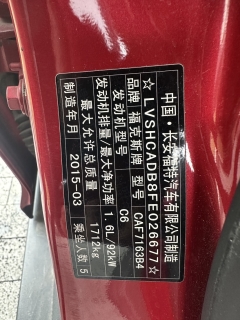 中国·长安福特汽车有限公司制造
☆LVSHCADB8FE026677☆
品牌 福克斯牌 型号 CAF7163B4
发动机型号 C6
发动机排量/最大净功率 1.6L/92kW
最大允许总质量 1712kg
制造年月 2015-03 乘坐人数 5